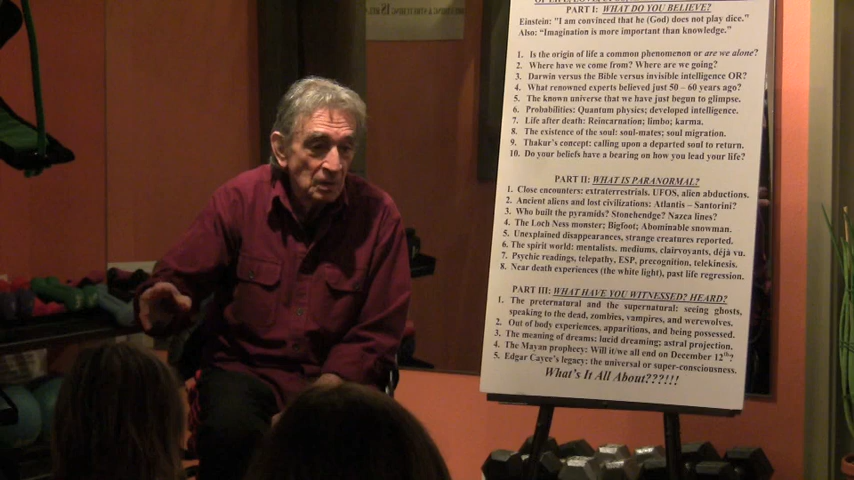 PART I: WHAT DO YOU BELIEVE?
Einstein: "I am convinced that he (God) does not play dice."
Also: "Imagination is more important than knowledge."
1. Is the origin of life a common phenomenon or are we alone?
2. Where have we come from? Where are we going?
3. Darwin versus the Bible versus invisible intelligence OR?
4. What renowned experts believed just 50 – 60 years ago?
5. The known universe that we have just begun to glimpse.
6. Probabilities: Quantum physics; developed intelligence.
7. Life after death: Reincarnation; limbo; karma.
8. The existence of the soul: soul-mates; soul migration.
9. Thakur's concept: calling upon a departed soul to return.
10. Do your beliefs have a bearing on how you lead your life?
PART II: WHAT IS PARANORMAL?
1. Close encounters: extraterrestrials. UFOS, alien abductions.
2. Ancient aliens and lost civilizations: Atlantis – Santorini?
3. Who built the pyramids? Stonehendge? Nazca lines?
4. The Loch Ness monster; Bigfoot; Abominable snowman.
5. Unexplained disappearances, strange creatures reported.
6. The spirit world: mentalists. mediums, clairvoyants, déjà vu.
7. Psychic readings, telepathy, ESP, precognition, telekinesis.
8. Near death experiences (the white light), past life regression.
PART III: WHAT HAVE YOU WITNESSED? HEARD?
1. The preternatural and the supernatural: seeing ghosts,
speaking to the dead, zombies, vampires, and werewolves.
2. Out of body experiences, apparitions, and being possessed.
3. The meaning of dreams: lucid dreaming; astral projection.
4. The Mayan prophecy: Will it/we all end on December 12th?
5. Edgar Cayce's legacy: the universal or super-consciousness.
What's It All About???!!!